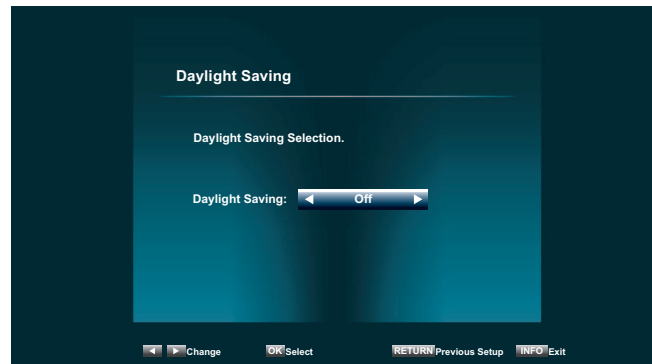 Daylight Saving
Daylight Saving Selection.
Daylight Saving: ◀ Off ▶
◀ ▶ Change OK Select RETURN Previous Setup INFO Exit